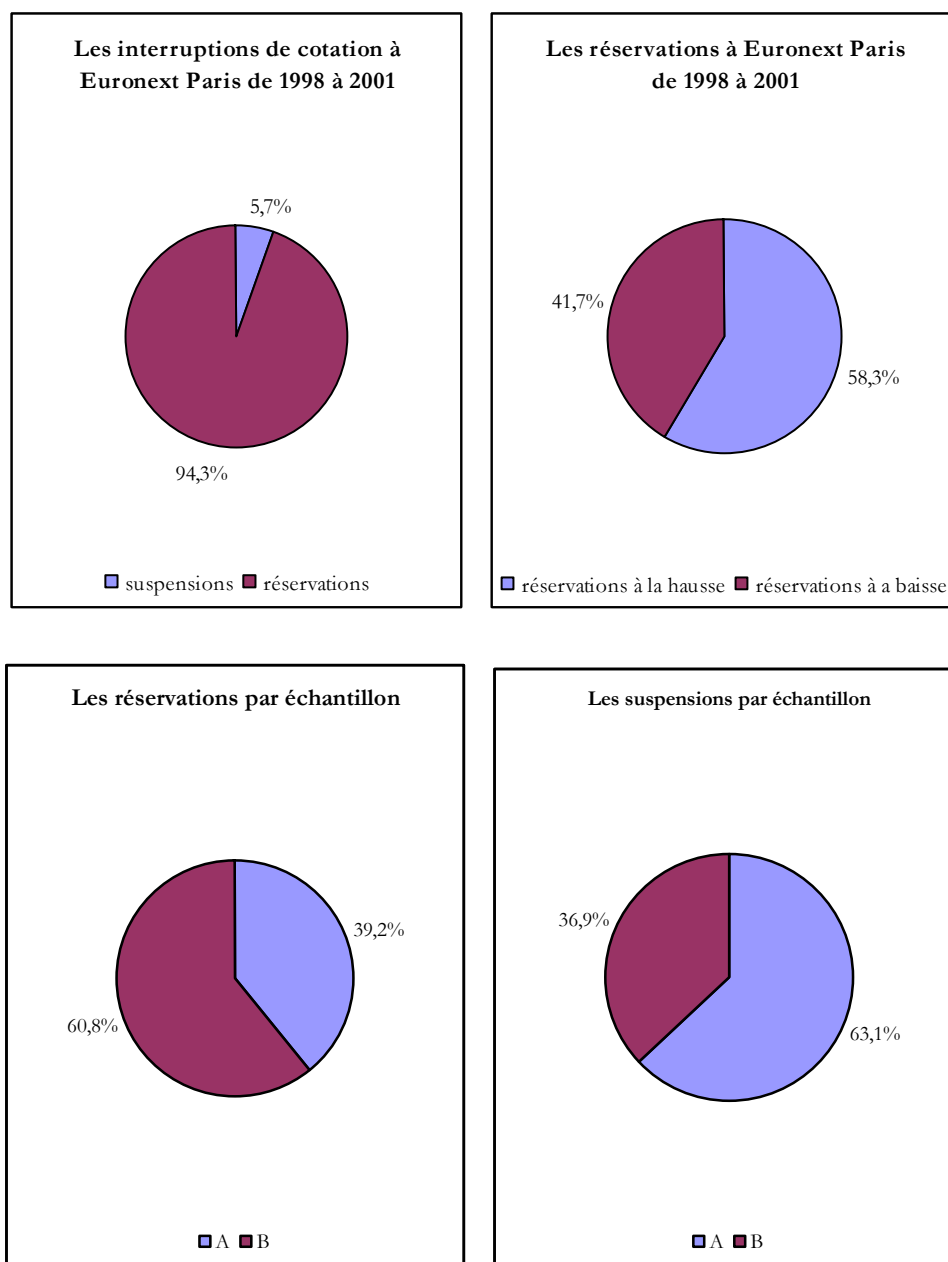 Les interruptions de cotation à
Euronext Paris de 1998 à 2001
5,7%
94,3%
suspensions réservations
Les réservations à Euronext Paris
de 1998 à 2001
41,7%
58,3%
réservations à la hausse réservations à a baisse
Les réservations par échantillon
39,2%
60,8%
A B
Les suspensions par échantillon
36,9%
63,1%
A B